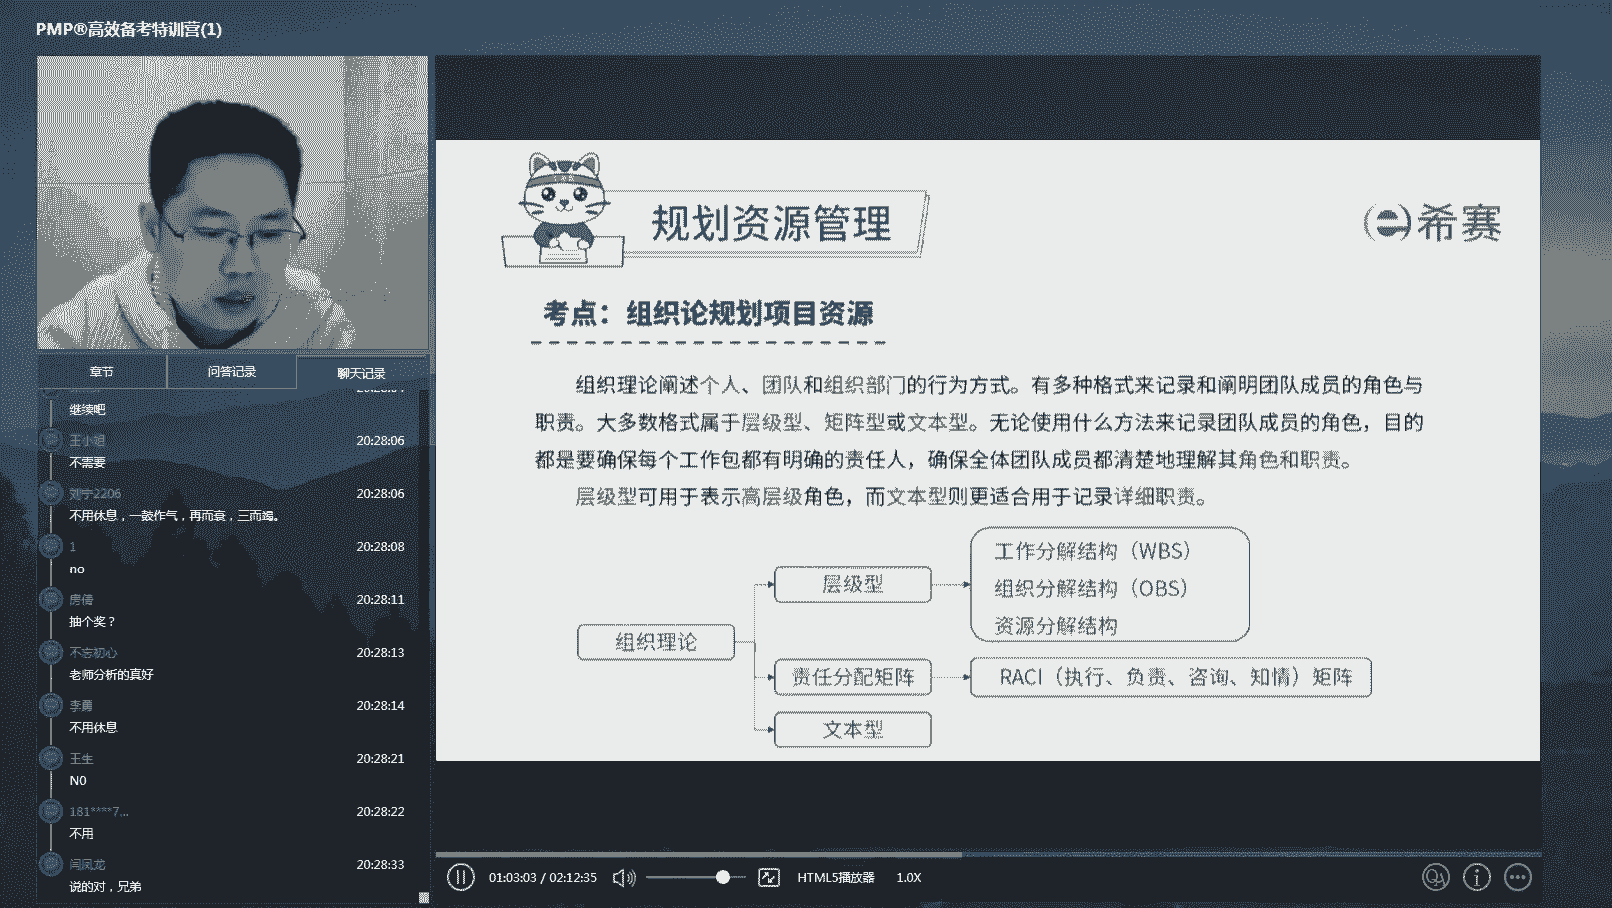 PMP®高效备考特训营(1)
章节
问答记录
聊天记录
继续吧
王小姐
20:28:06
不需要
刘宇2206
20:28:06
不用休息，一鼓作气，再而衰，三而竭。
1
20:28:08
no
房倩
20:28:11
抽个奖？
不忘初心
20:28:13
老师分析的真好
李勇
20:28:14
不用休息
王生
20:28:21
N0
181****7...
20:28:22
不用
闫凤龙
20:28:33
说的对，兄弟
规划资源管理
希赛
考点：组织论规划项目资源
组织理论阐述个人、团队和组织部门的行为方式。有多种格式来记录和阐明团队成员的角色与
职责。大多数格式属于层级型、矩阵型或文本型。无论使用什么方法来记录团队成员的角色，目的
都是要确保每个工作包都有明确的责任人，确保全体团队成员都清楚地理解其角色和职责。
层级型可用于表示高层级角色，而文本型则更适合用于记录详细职责。
组织理论
层级型
工作分解结构（WBS）
组织分解结构（OBS）
资源分解结构
责任分配矩阵
RACI（执行、负责、咨询、知情）矩阵
文本型
01:03:03 / 02:12:35
HTML5播放器
1.0X